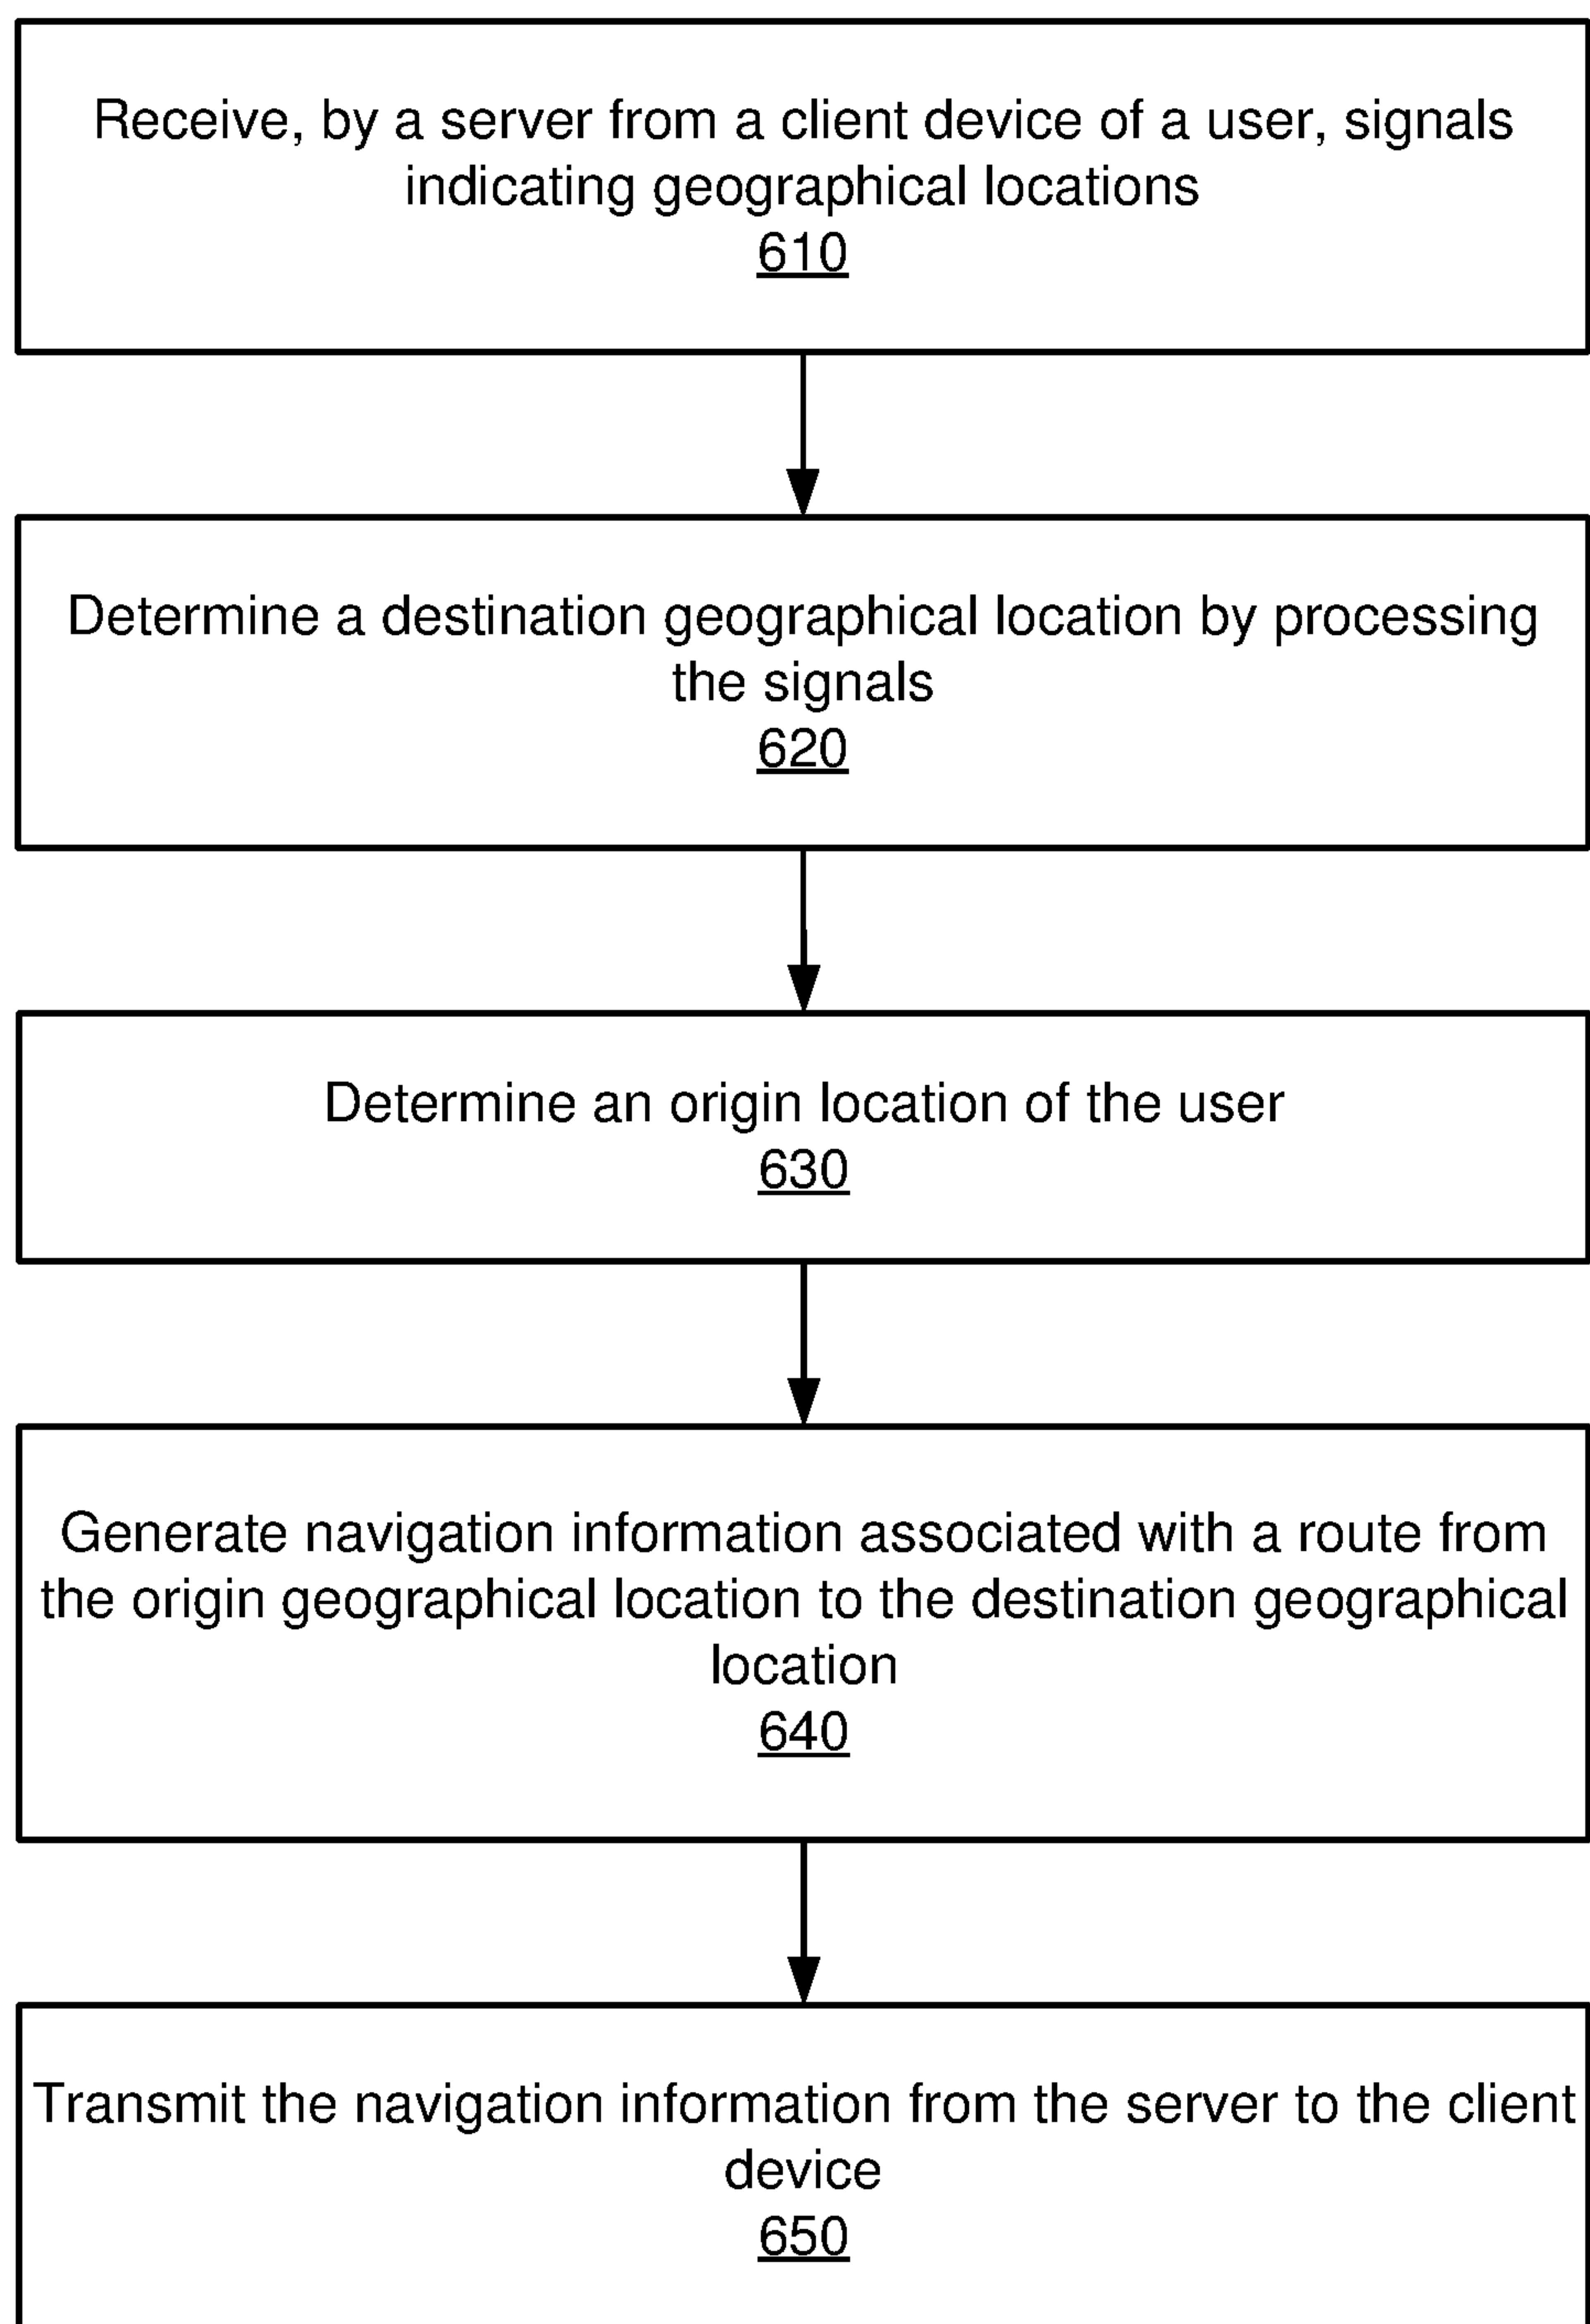 Receive, by a server from a client device of a user, signals
indicating geographical locations
610
Determine a destination geographical location by processing
the signals
620
Determine an origin location of the user
630
Generate navigation information associated with a route from
the origin geographical location to the destination geographical
location
640
Transmit the navigation information from the server to the client
device
650